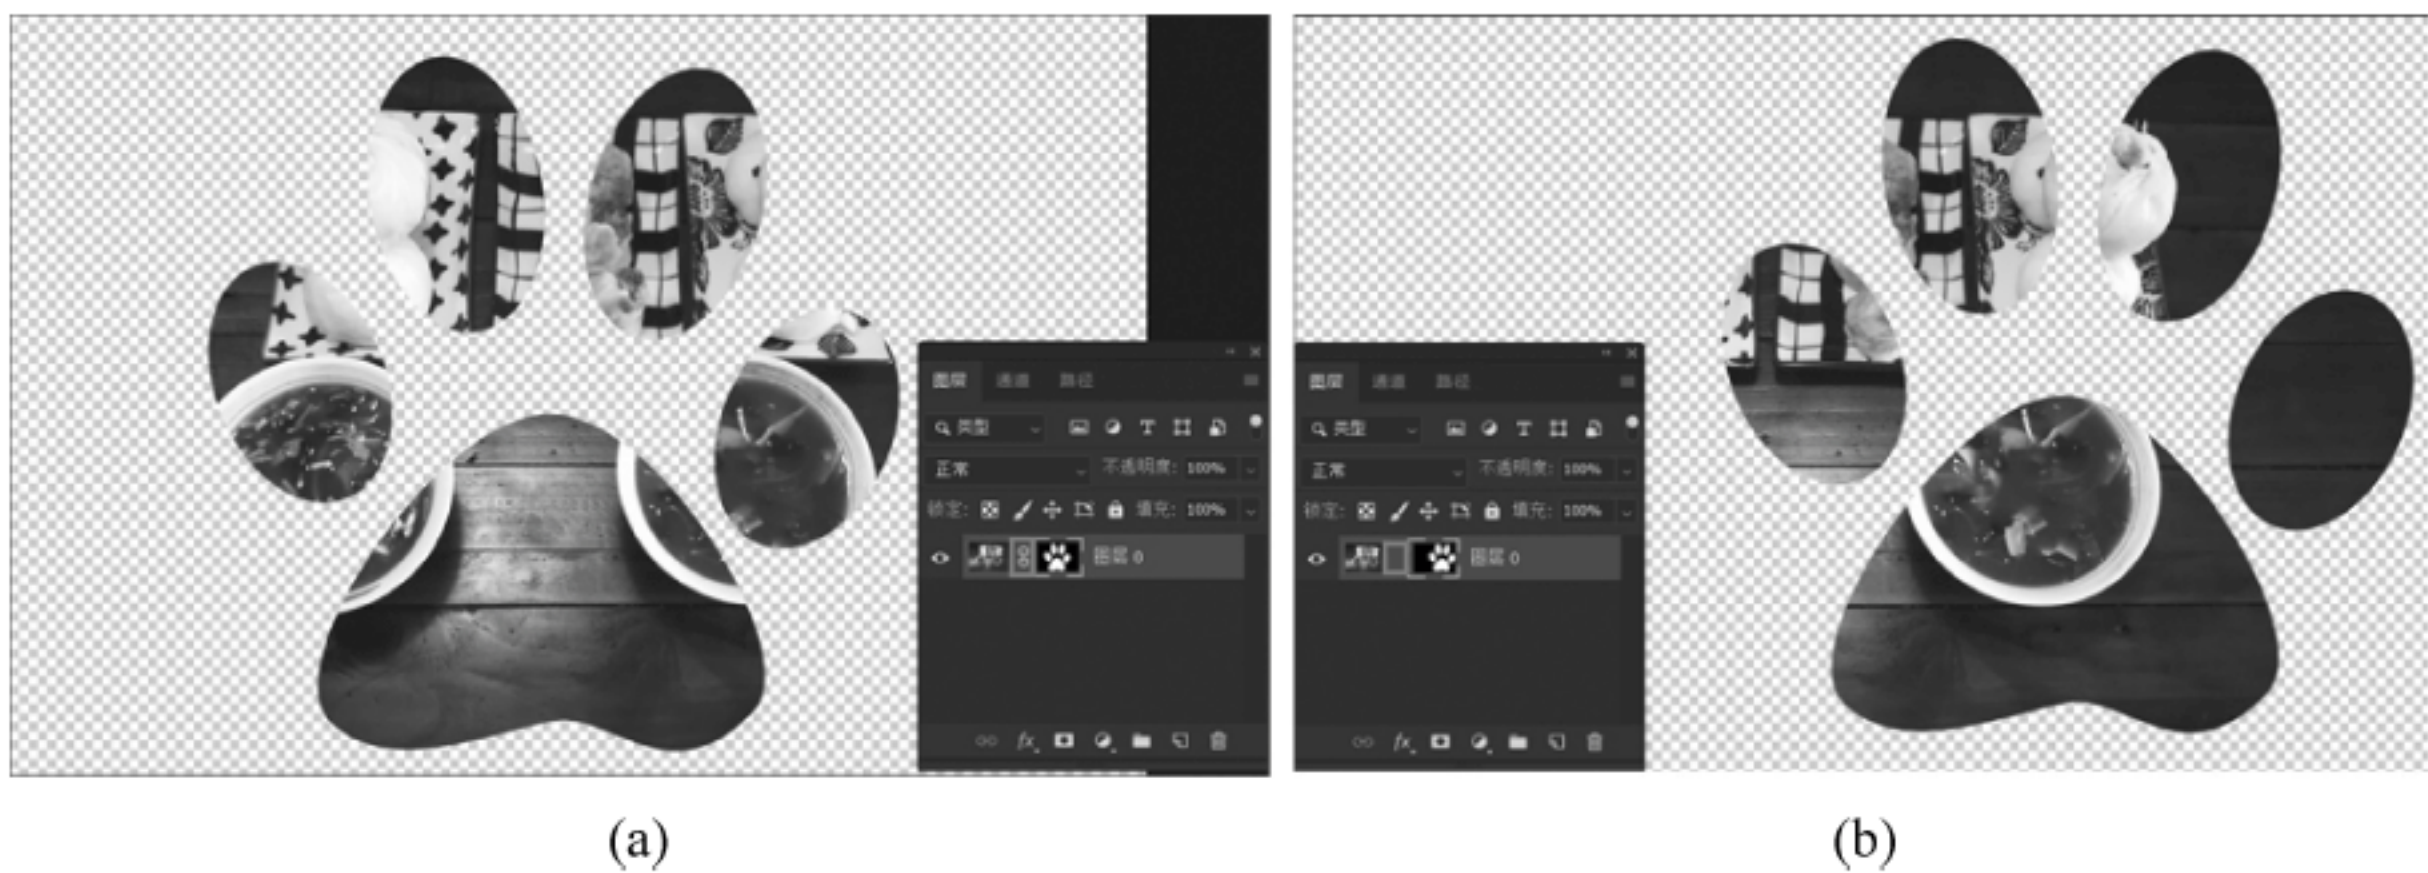 图层 通道 路径
类型
正常 不透明度: 100%
锁定: 填充: 100%
图层 0
fx
图层 通道 路径
类型
正常 不透明度: 100%
锁定: 填充: 100%
图层 0
fx
(a)
(b)